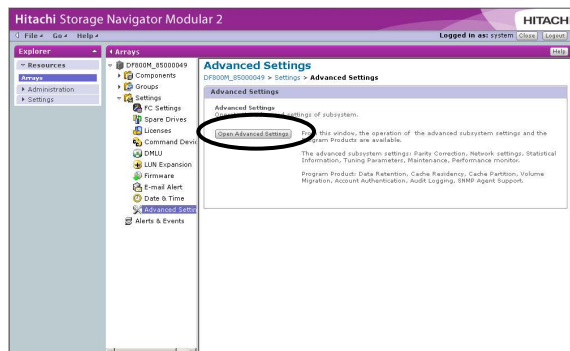 Hitachi Storage Navigator Modular 2
HITACHI
File Go Help
Logged in as: system Close Logout
Explorer
Arrays
Help
Resources
Arrays
Administration
Settings
DF800M_85000049
Components
Groups
Settings
FC Settings
Spare Drives
Licenses
Command Devic
DMLU
LUN Expansion
Firmware
E-mail Alert
Date & Time
Advanced Settin
Alerts & Events
Advanced Settings
DF800M_85000049 > Settings > Advanced Settings
Advanced Settings
Advanced Settings
settings of subsystem.
Open Advanced Settings
this window, the operation of the advanced subsystem settings and the
Program Products are available.
The advanced subsystem settings: Parity Correction, Network settings, Statistical
Information, Tuning Parameters, Maintenance, Performance monitor.
Program Product: Data Retention, Cache Residency, Cache Partition, Volume
Migration, Account Authentication, Audit Logging, SNMP Agent Support.